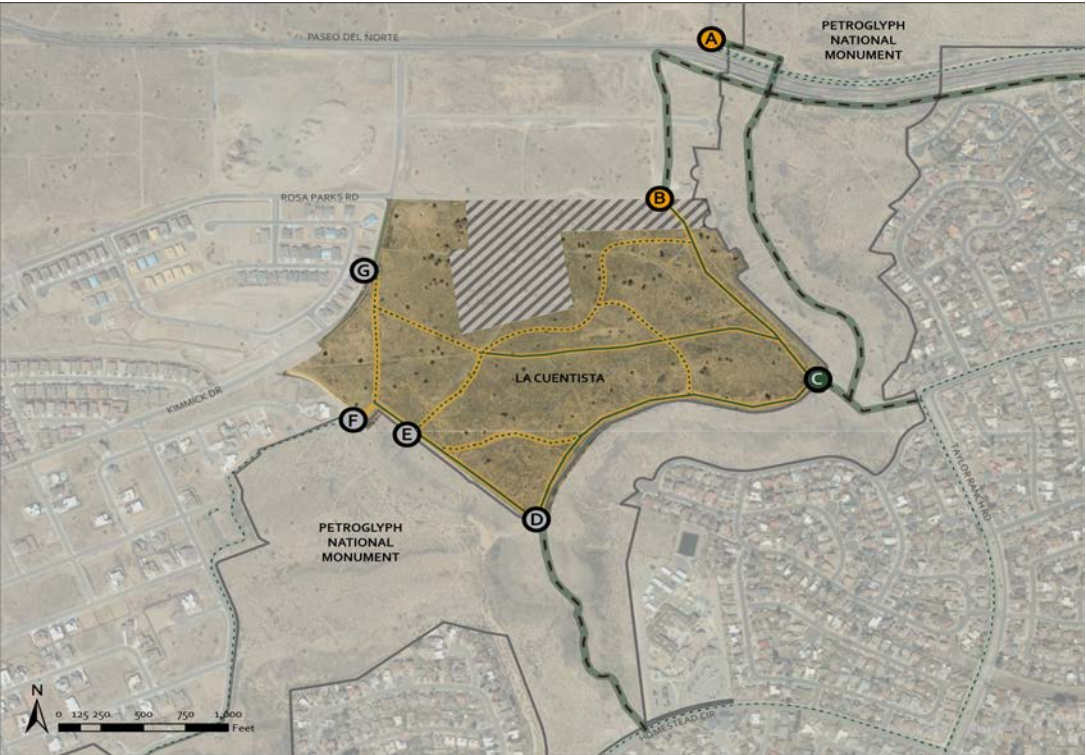 PASEO DEL NORTE
A
PETROGLYPH
NATIONAL
MONUMENT
ROSA PARKS RD
B
G
LA CUENTISTA
C
KIMMICK DR
F
E
TAYLOR RANCH RD
D
PETROGLYPH
NATIONAL
MONUMENT
HOMESTEAD CIR
N
0 125 250 500 750 1,000
Feet